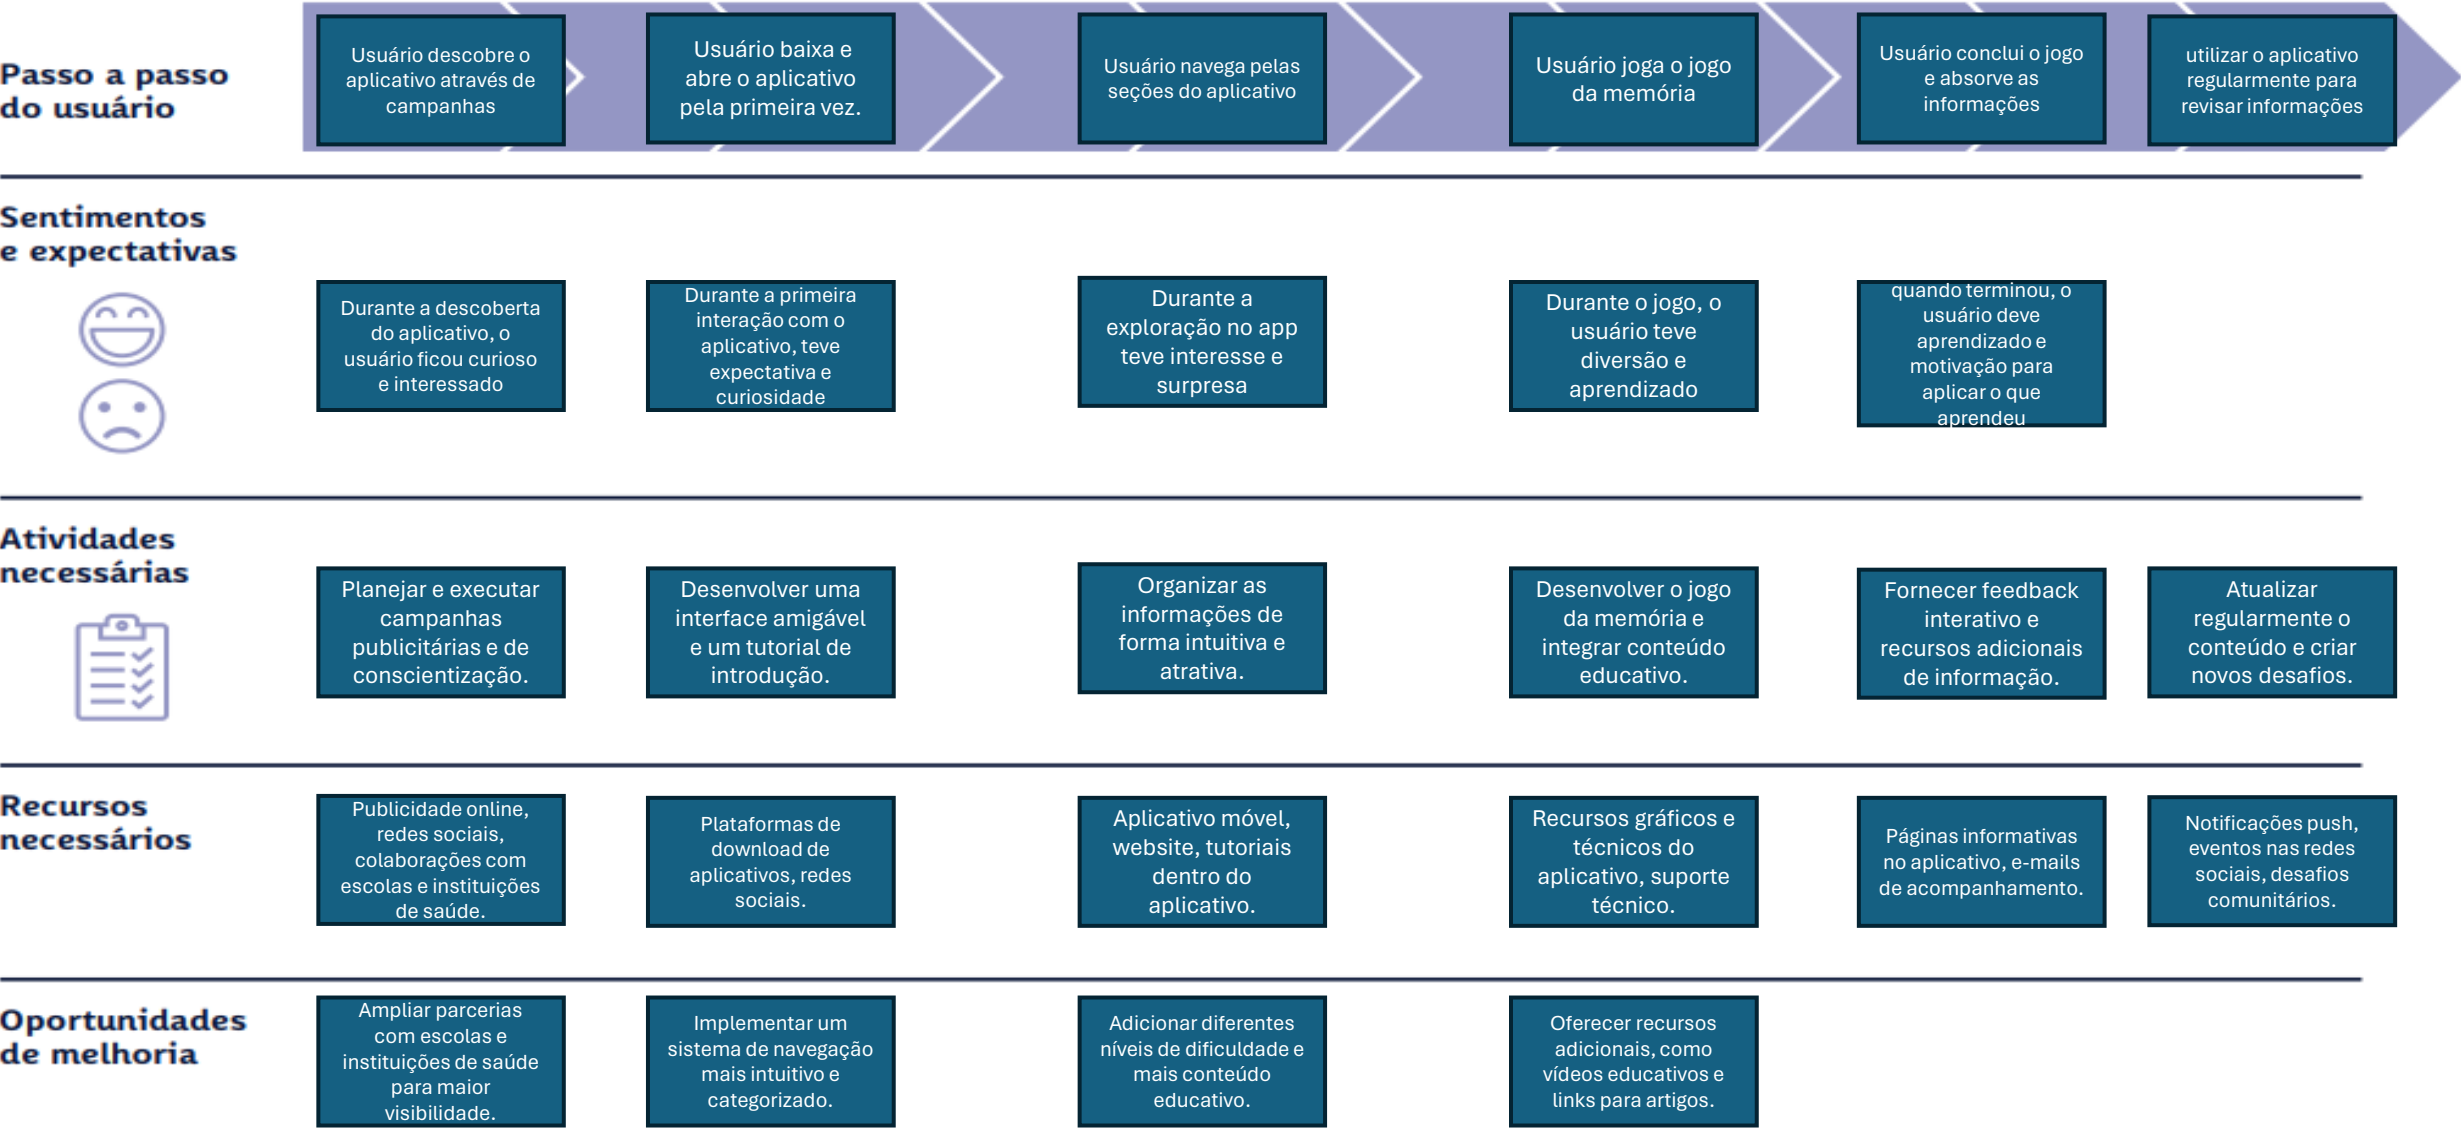 Passo a passo
do usuário
Usuário descobre o
aplicativo através de
campanhas
Usuário baixa e
abre o aplicativo
pela primeira vez.
Usuário navega pelas
seções do aplicativo
Usuário joga o jogo
da memória
Usuário conclui o jogo
e absorve as
informações
utilizar o aplicativo
regularmente para
revisar informações
Sentimentos
e expectativas
Durante a descoberta
do aplicativo, o
usuário ficou curioso
e interessado
Durante a primeira
interação com o
aplicativo, teve
expectativa e
curiosidade
Durante a
exploração no app
teve interesse e
surpresa
Durante o jogo, o
usuário teve
diversão e
aprendizado
quando terminou, o
usuário deve
aprendizado e
motivação para
aplicar o que
aprendeu
Atividades
necessárias
Planejar e executar
campanhas
publicitárias e de
conscientização.
Desenvolver uma
interface amigável
e um tutorial de
introdução.
Organizar as
informações de
forma intuitiva e
atrativa.
Desenvolver o jogo
da memória e
integrar conteúdo
educativo.
Fornecer feedback
interativo e
recursos adicionais
de informação.
Atualizar
regularmente o
conteúdo e criar
novos desafios.
Recursos
necessários
Publicidade online,
redes sociais,
colaborações com
escolas e instituições
de saúde.
Plataformas de
download de
aplicativos, redes
sociais.
Aplicativo móvel,
website, tutoriais
dentro do
aplicativo.
Recursos gráficos e
técnicos do
aplicativo, suporte
técnico.
Páginas informativas
no aplicativo, e-mails
de acompanhamento.
Notificações push,
eventos nas redes
sociais, desafios
comunitários.
Oportunidades
de melhoria
Ampliar parcerias
com escolas e
instituições de saúde
para maior
visibilidade.
Implementar um
sistema de navegação
mais intuitivo e
categorizado.
Adicionar diferentes
níveis de dificuldade e
mais conteúdo
educativo.
Oferecer recursos
adicionais, como
vídeos educativos e
links para artigos.